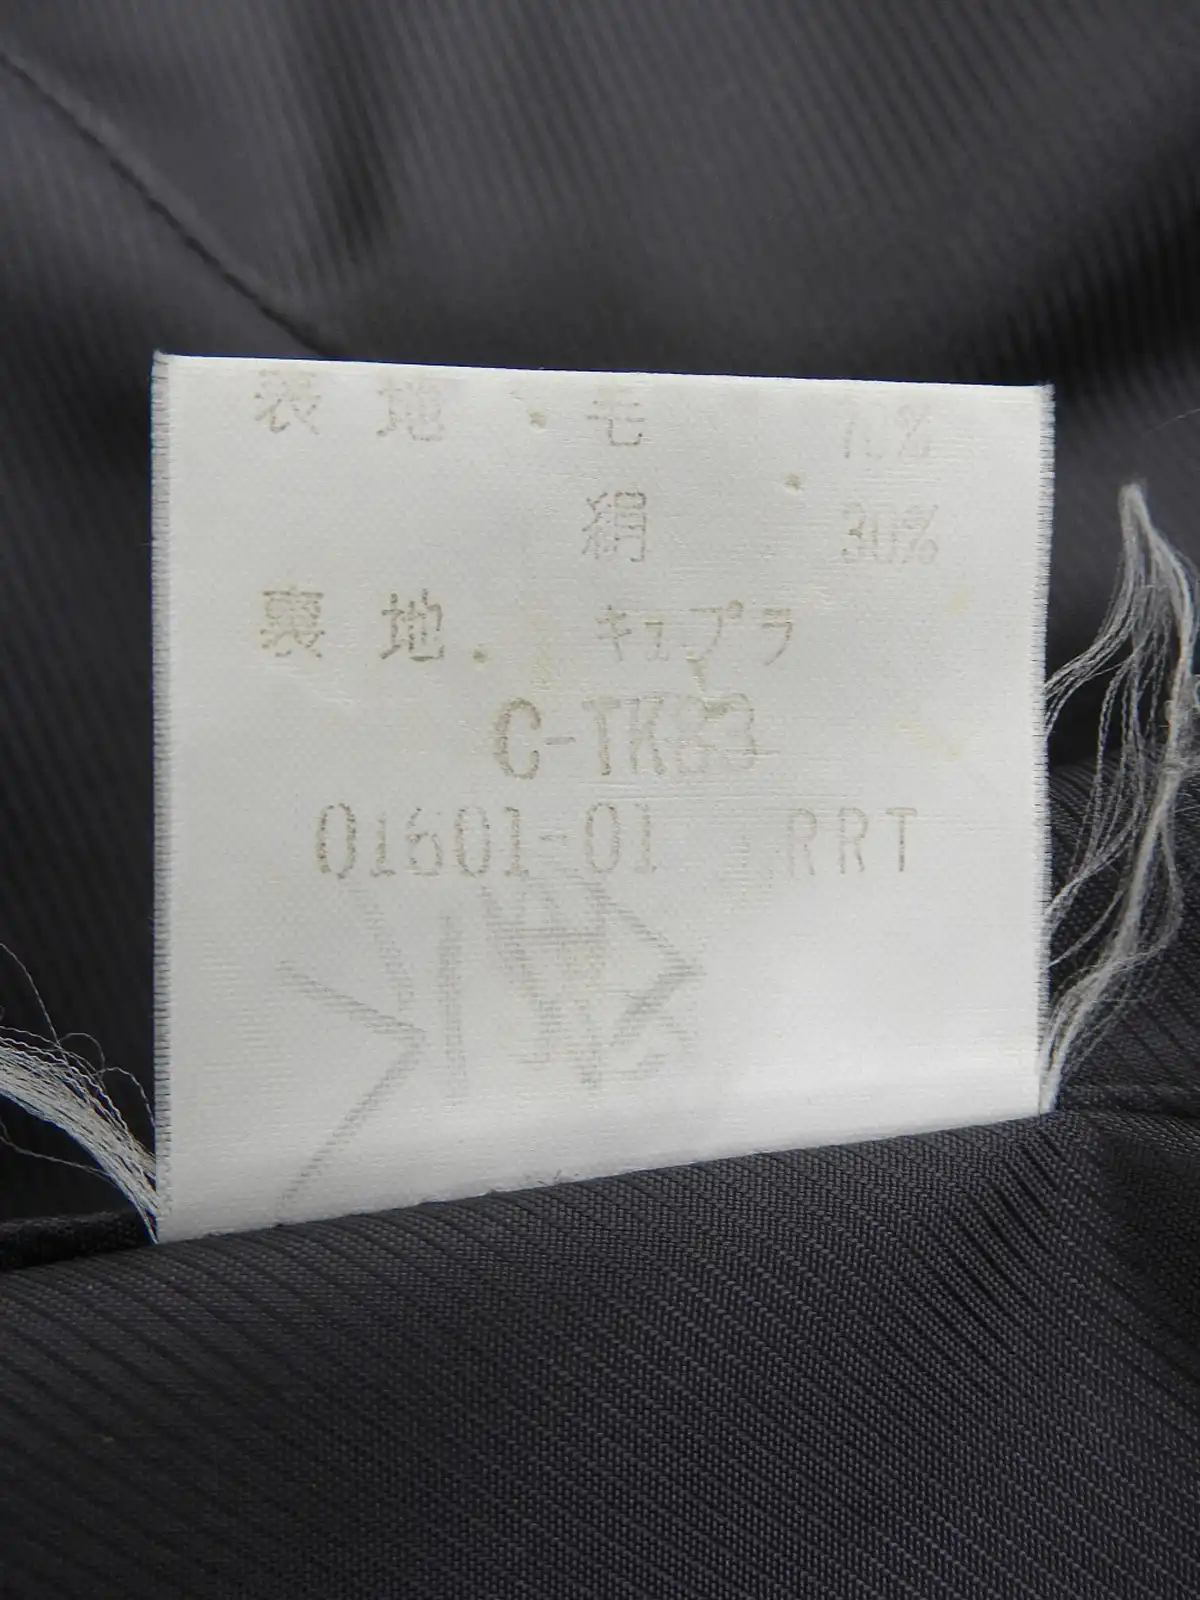 表地 . 毛 70%
絹 30%
裏地 . キュプラ
C-TK83
01601-01 RRT